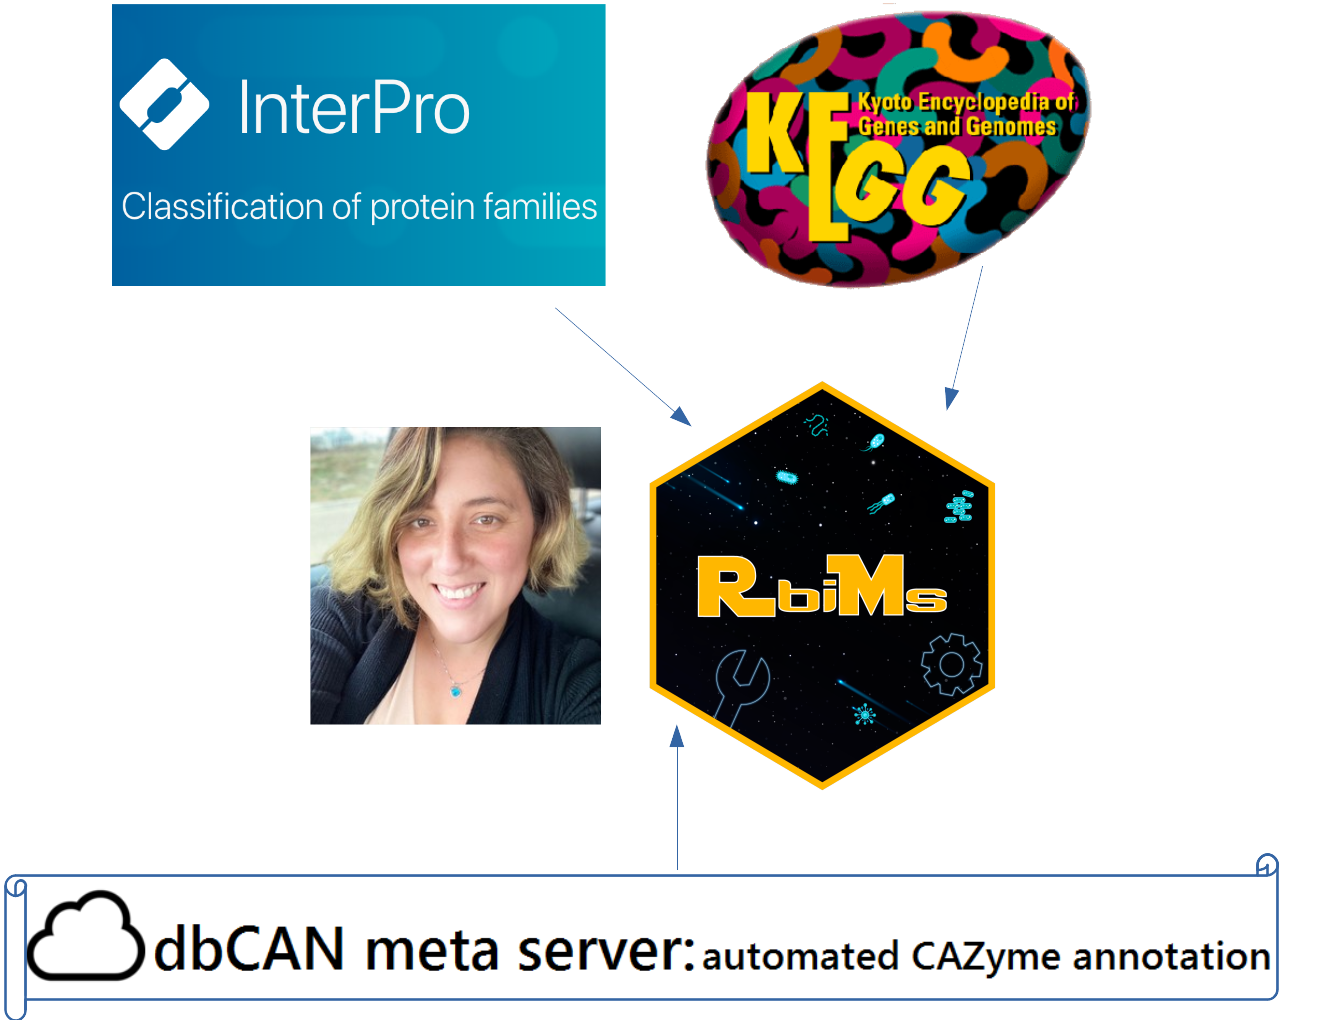 InterPro
Classification of protein families
KEGG
Kyoto Encyclopedia of
Genes and Genomes
RbiMs
dbCAN meta server: automated CAZyme annotation